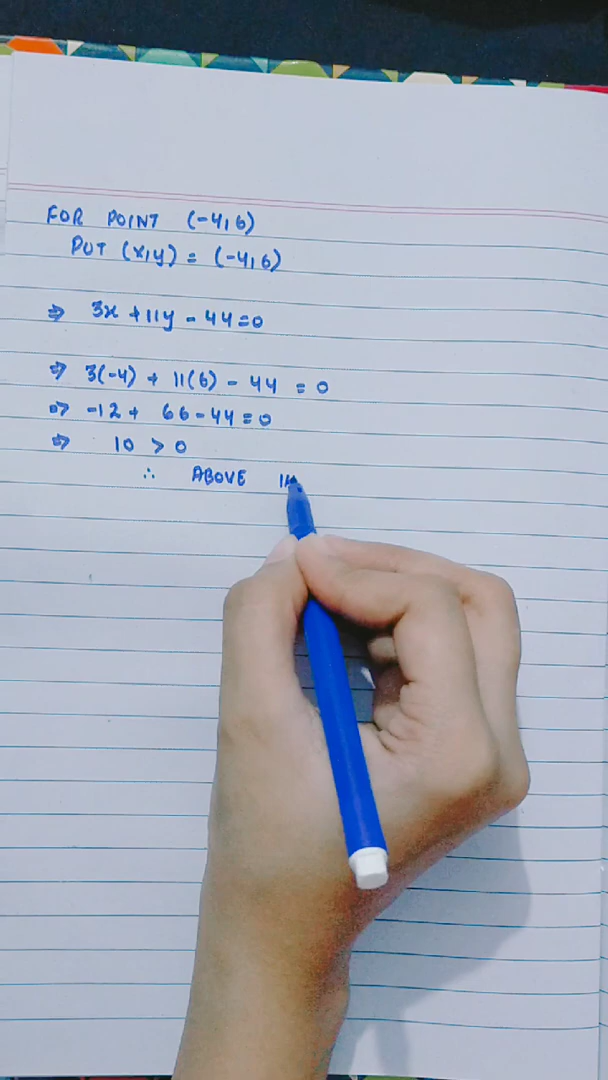 FOR POINT (-4,6)
PUT (x,y) = (-4,6)
⇒ 3x + 11y - 44 = 0
⇒ 3(-4) + 11(6) - 44 = 0
⇒ -12 + 66 - 44 = 0
⇒ 10 > 0
∴ ABOVE